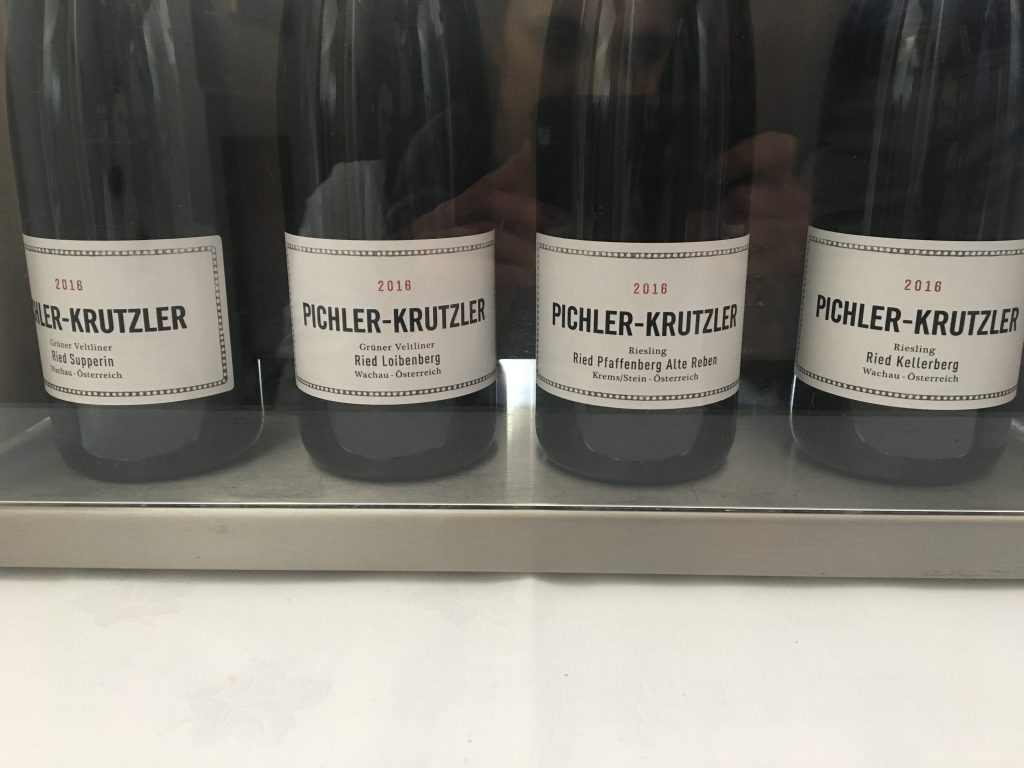 2016
HLER-KRUTZLER
Grüner Veltliner
Ried Supperin
Wachau - Österreich
2016
PICHLER-KRUTZLER
Grüner Veltliner
Ried Loibenberg
Wachau - Österreich
2016
PICHLER-KRUTZLER
Riesling
Ried Pfaffenberg Alte Reben
Krems/Stein - Österreich
2016
PICHLER-KRUTZLER
Riesling
Ried Kellerberg
Wachau - Österreich